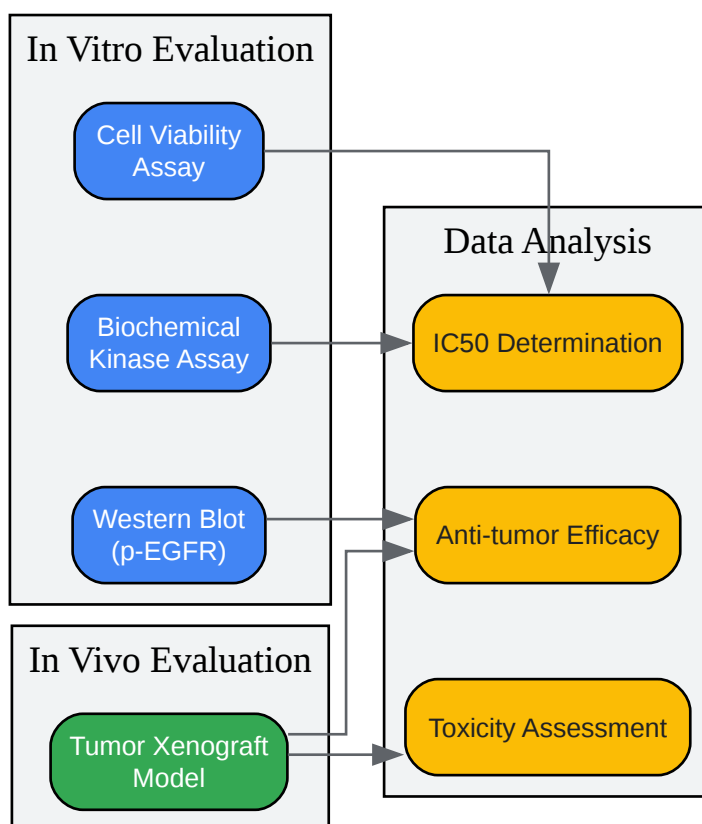 In Vitro Evaluation
Cell Viability
Assay
Biochemical
Kinase Assay
Western Blot
(p-EGFR)
In Vivo Evaluation
Tumor Xenograft
Model
Data Analysis
IC50 Determination
Anti-tumor Efficacy
Toxicity Assessment